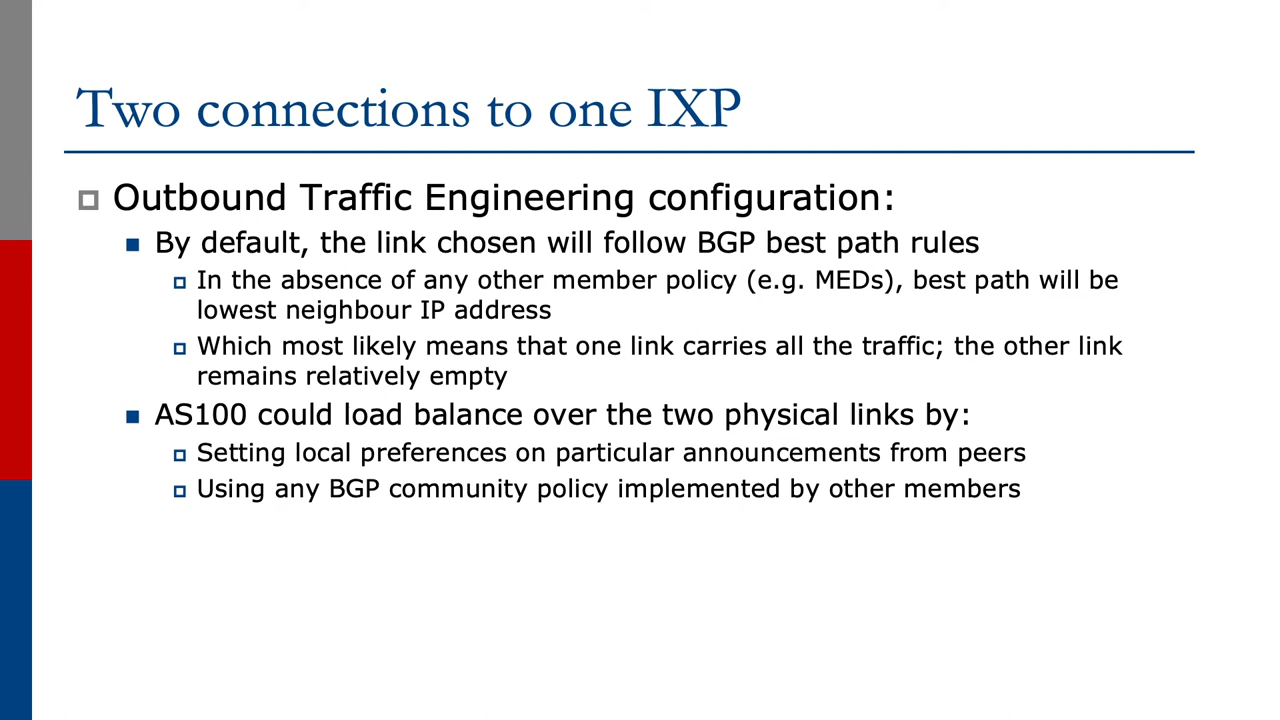 Two connections to one IXP
Outbound Traffic Engineering configuration:
By default, the link chosen will follow BGP best path rules
In the absence of any other member policy (e.g. MEDs), best path will be
lowest neighbour IP address
Which most likely means that one link carries all the traffic; the other link
remains relatively empty
AS100 could load balance over the two physical links by:
Setting local preferences on particular announcements from peers
Using any BGP community policy implemented by other members